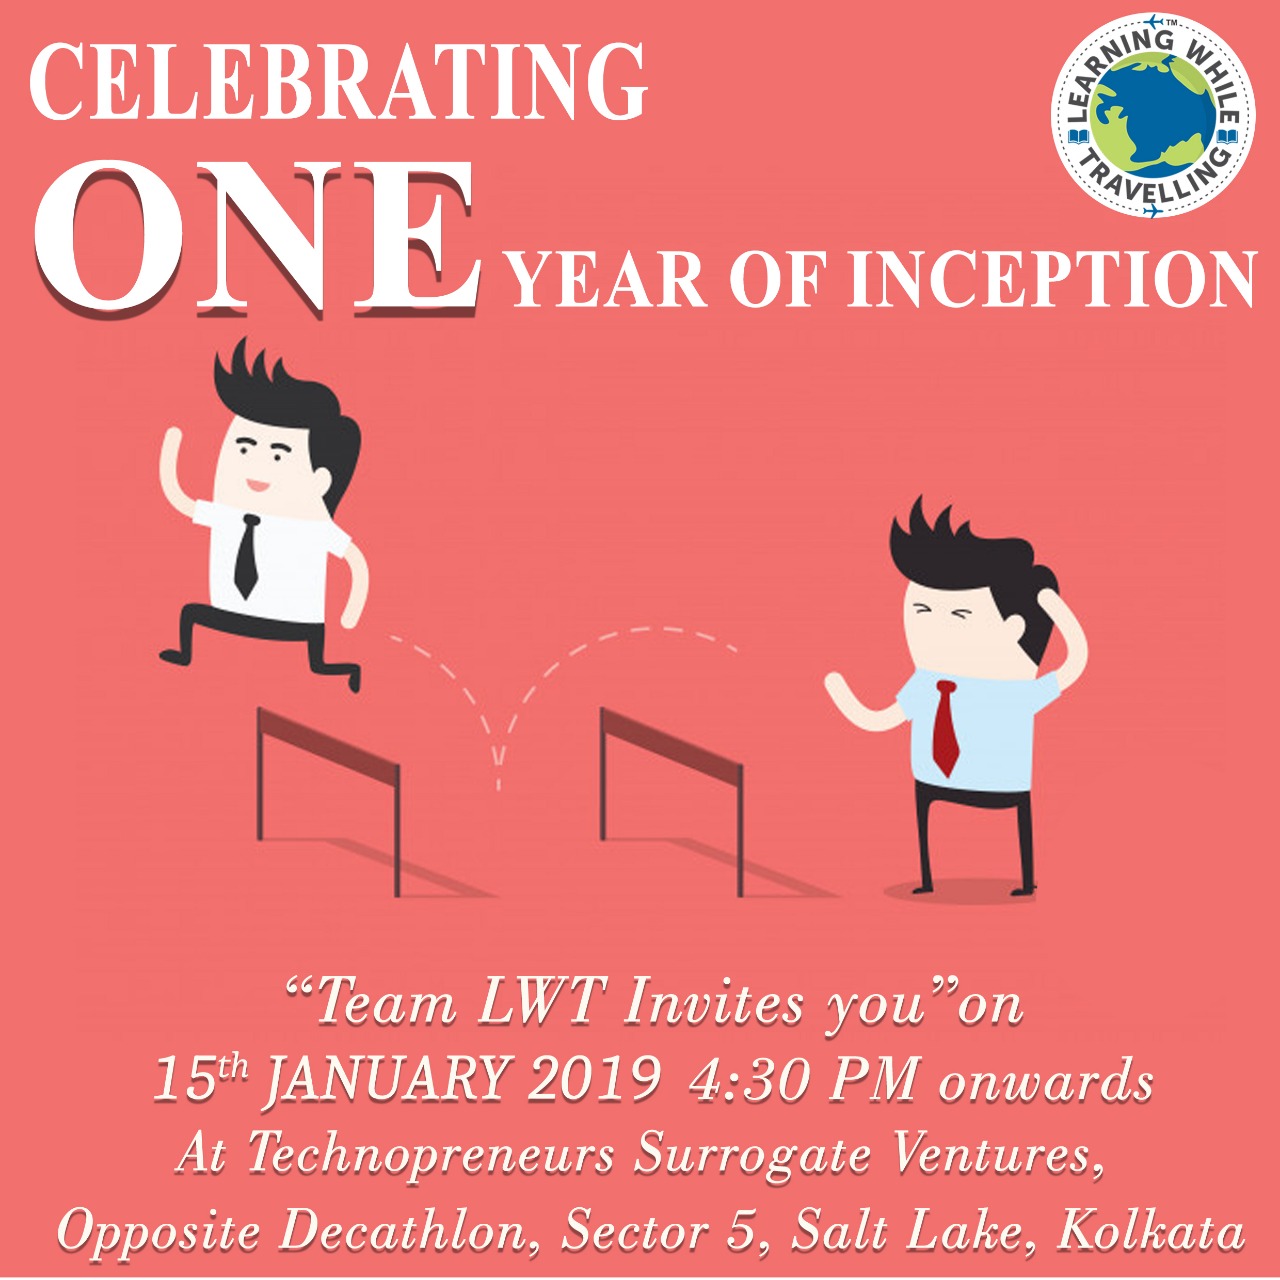 CELEBRATING
LEARNING WHILE
TRAVELLING
TM
ONE YEAR OF INCEPTION
“Team LWT Invites you”on
15th JANUARY 2019 4:30 PM onwards
At Technopreneurs Surrogate Ventures,
Opposite Decathlon, Sector 5, Salt Lake, Kolkata